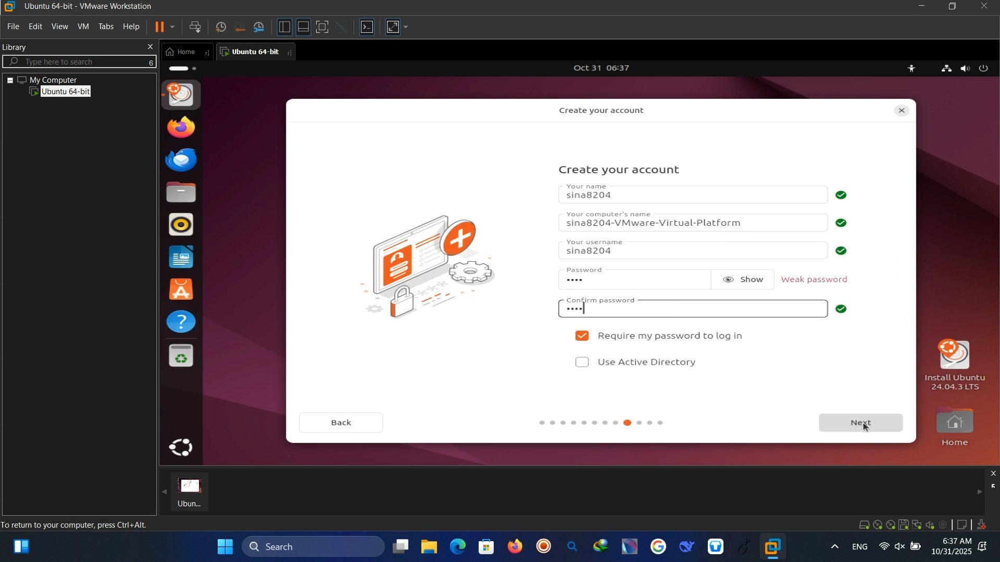 Ubuntu 64-bit - VMware Workstation
File Edit View VM Tabs Help
Library
Type here to search
My Computer
Ubuntu 64-bit
Home
Ubuntu 64-bit
Oct 31 06:37
Create your account
Create your account
Your name
sina8204
Your computer's name
sina8204-VMware-Virtual-Platform
Your username
sina8204
Password
••••
Show
Weak password
Confirm password
••••
Require my password to log in
Use Active Directory
Back
Next
Install Ubuntu
24.04.3 LTS
Home
Ubun...
To return to your computer, press Ctrl+Alt.
Search
ENG
6:37 AM
10/31/2025